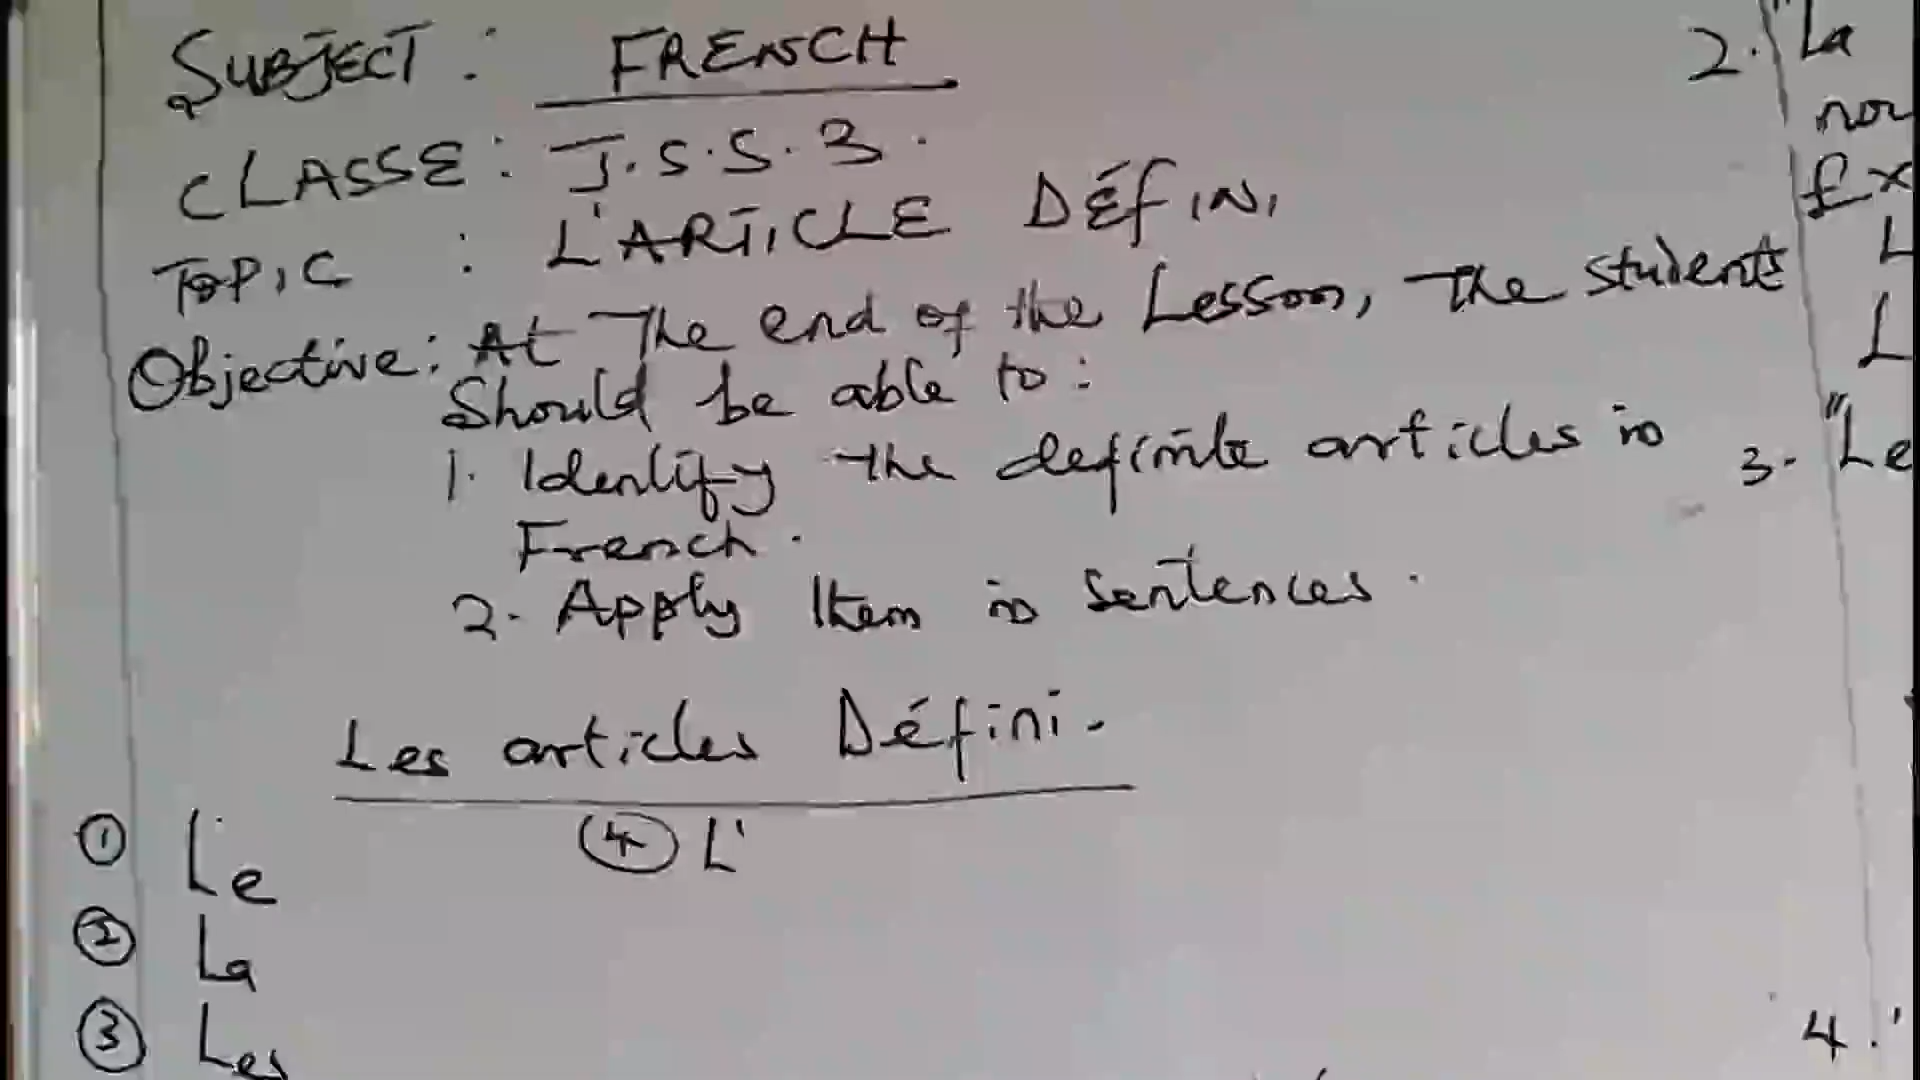 SUBJECT : FRENCH
CLASSE : J.S.S.3.
TOPIC : L'ARTICLE DÉFINI
Objective: At The end of the Lesson, the students
Should be able to:
1. Identify the definite articles in
French.
2. Apply them in sentences.
Les articles Défini.
① Le
④ L'
② La
③ Les
2. "La
3. "Le
4.